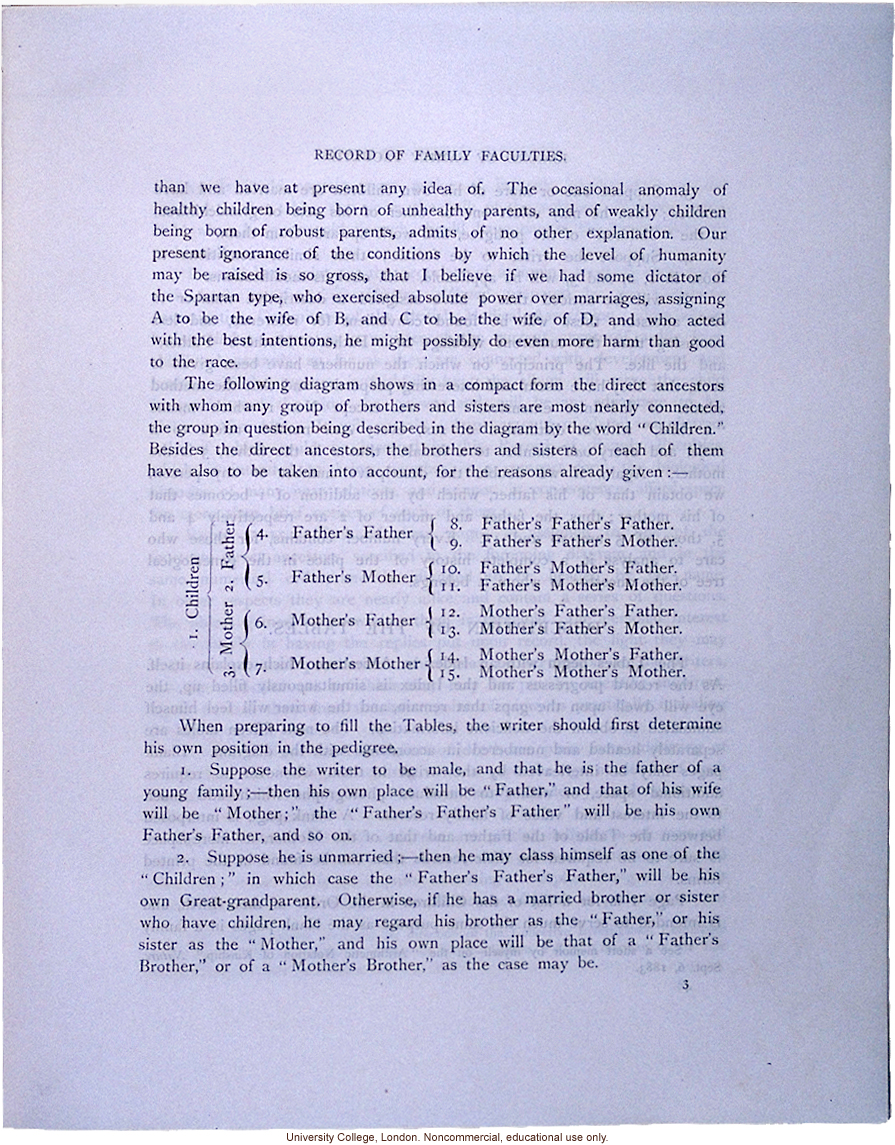 RECORD OF FAMILY FACULTIES.
than we have at present any idea of. The occasional anomaly of
healthy children being born of unhealthy parents, and of weakly children
being born of robust parents, admits of no other explanation. Our
present ignorance of the conditions by which the level of humanity
may be raised is so gross, that I believe if we had some dictator of
the Spartan type, who exercised absolute power over marriages, assigning
A to be the wife of B, and C to be the wife of D, and who acted
with the best intentions, he might possibly do even more harm than good
to the race.
The following diagram shows in a compact form the direct ancestors
with whom any group of brothers and sisters are most nearly connected,
the group in question being described in the diagram by the word "Children."
Besides the direct ancestors, the brothers and sisters of each of them
have also to be taken into account, for the reasons already given :—
1. Children
2. Father
3. Mother
4. Father's Father
5. Father's Mother
6. Mother's Father
7. Mother's Mother
8. Father's Father's Father.
9. Father's Father's Mother.
10. Father's Mother's Father.
11. Father's Mother's Mother.
12. Mother's Father's Father.
13. Mother's Father's Mother.
14. Mother's Mother's Father.
15. Mother's Mother's Mother.
When preparing to fill the Tables, the writer should first determine
his own position in the pedigree.
1. Suppose the writer to be male, and that he is the father of a
young family ;—then his own place will be "Father," and that of his wife
will be "Mother ;" the "Father's Father's Father" will be his own
Father's Father, and so on.
2. Suppose he is unmarried ;—then he may class himself as one of the
"Children ;" in which case the "Father's Father's Father," will be his
own Great-grandparent. Otherwise, if he has a married brother or sister
who have children, he may regard his brother as the "Father," or his
sister as the "Mother," and his own place will be that of a "Father's
Brother," or of a "Mother's Brother," as the case may be.
3
University College, London. Noncommercial, educational use only.